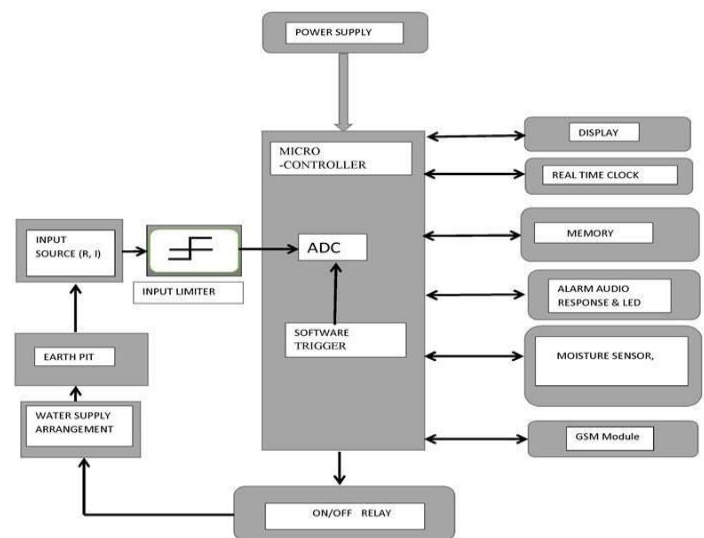 POWER SUPPLY
MICRO
-CONTROLLER
DISPLAY
REAL TIME CLOCK
INPUT
SOURCE (R, I)
INPUT LIMITER
ADC
MEMORY
ALARM AUDIO
RESPONSE & LED
SOFTWARE
TRIGGER
MOISTURE SENSOR,
EARTH PIT
WATER SUPPLY
ARRANGEMENT
GSM Module
ON/OFF RELAY